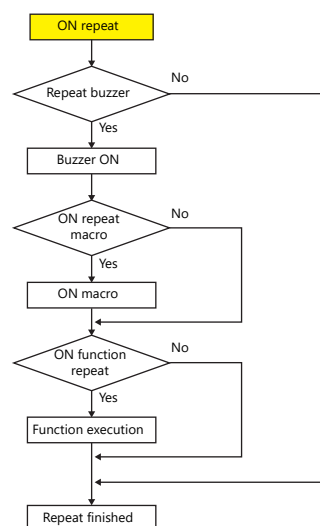 ON repeat
Repeat buzzer
No
Yes
Buzzer ON
ON repeat
macro
No
Yes
ON macro
ON function
repeat
No
Yes
Function execution
Repeat finished